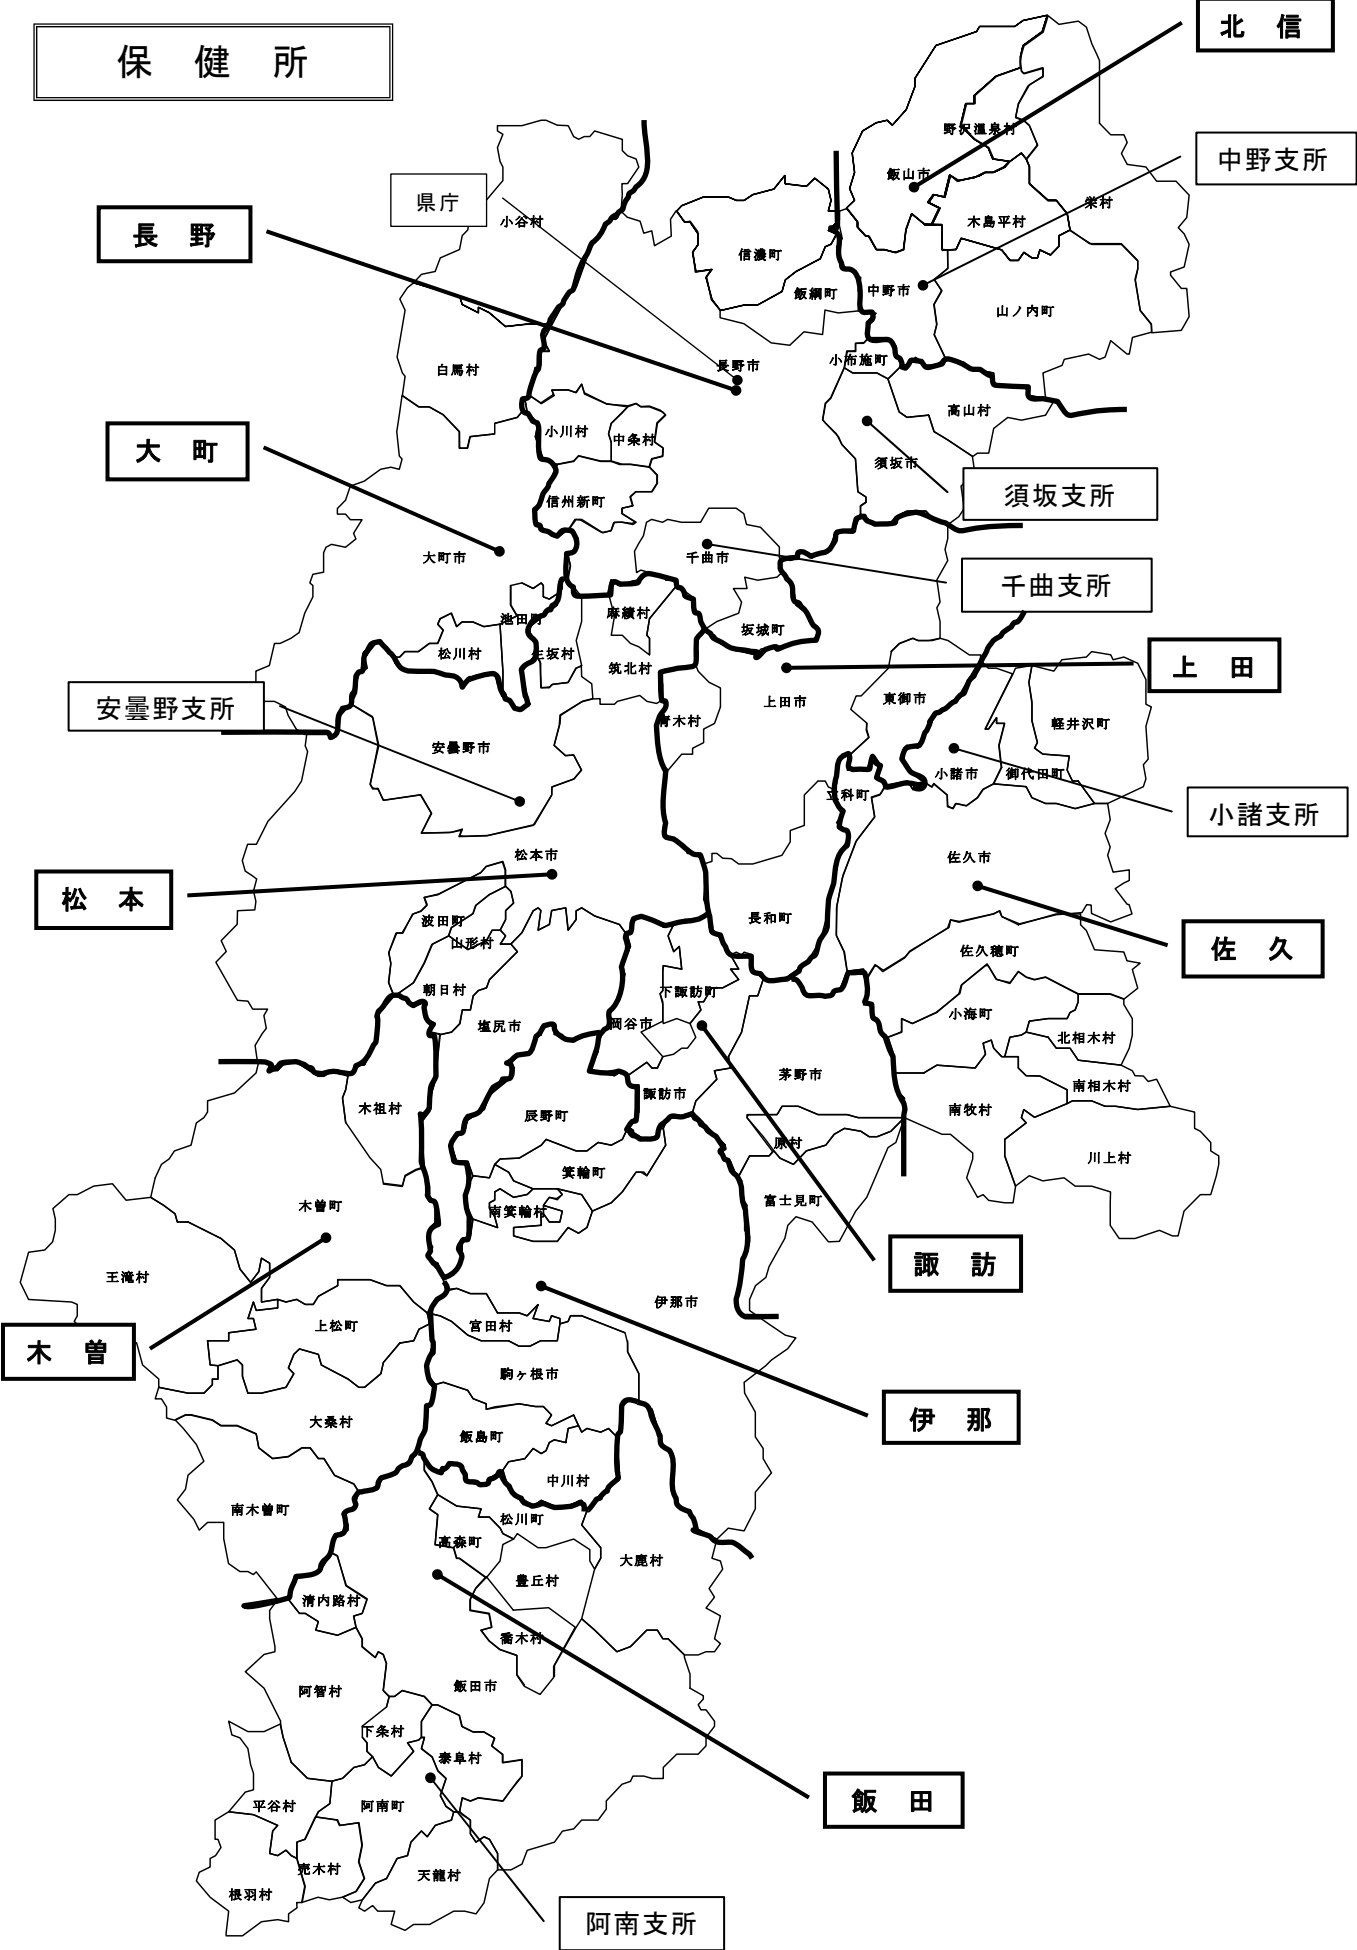 保 健 所
北 信
野沢温泉村
中野支所
飯山市
県庁
栄村
小谷村
木島平村
長 野
信濃町
飯綱町
中野市
山ノ内町
小布施町
長野市
白馬村
高山村
小川村
中条村
大 町
須坂市
須坂支所
信州新町
大町市
千曲市
千曲支所
池田町
麻績村
坂城町
松川村
生坂村
筑北村
上 田
上田市
東御市
安曇野支所
青木村
軽井沢町
安曇野市
小諸市
御代田町
立科町
小諸支所
松本市
佐久市
松 本
波田町
長和町
山形村
佐久穂町
佐 久
朝日村
下諏訪町
小海町
塩尻市
岡谷市
北相木村
茅野市
南相木村
諏訪市
木祖村
辰野町
南牧村
原村
川上村
箕輪町
木曽町
南箕輪村
富士見町
諏 訪
王滝村
伊那市
上松町
宮田村
木 曽
駒ヶ根市
大桑村
伊 那
飯島町
中川村
南木曽町
松川町
高森町
大鹿村
豊丘村
清内路村
喬木村
飯田市
阿智村
下条村
泰阜村
飯 田
平谷村
阿南町
売木村
天龍村
根羽村
阿南支所